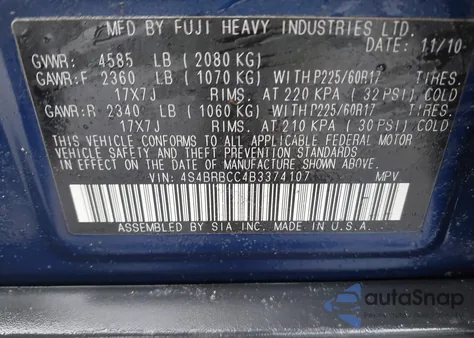 MFD BY FUJI HEAVY INDUSTRIES LTD.
DATE: 11/10
GVWR: 4585 LB (2080 KG)
GAWR:F 2360 LB (1070 KG) WITH P225/60R17 TIRES.
17X7J RIMS. AT 220 KPA (32 PSI) COLD
GAWR:R 2340 LB (1060 KG) WITH P225/60R17 TIRES.
17X7J RIMS. AT 210 KPA (30 PSI) COLD
THIS VEHICLE CONFORMS TO ALL APPLICABLE FEDERAL MOTOR
VEHICLE SAFETY AND THEFT PREVENTION STANDARDS
IN EFFECT ON THE DATE OF MANUFACTURE SHOWN ABOVE.
VIN: 4S4BRBCC4B3374107 MPV
ASSEMBLED BY SIA INC. MADE IN U.S.A.
autoSnap